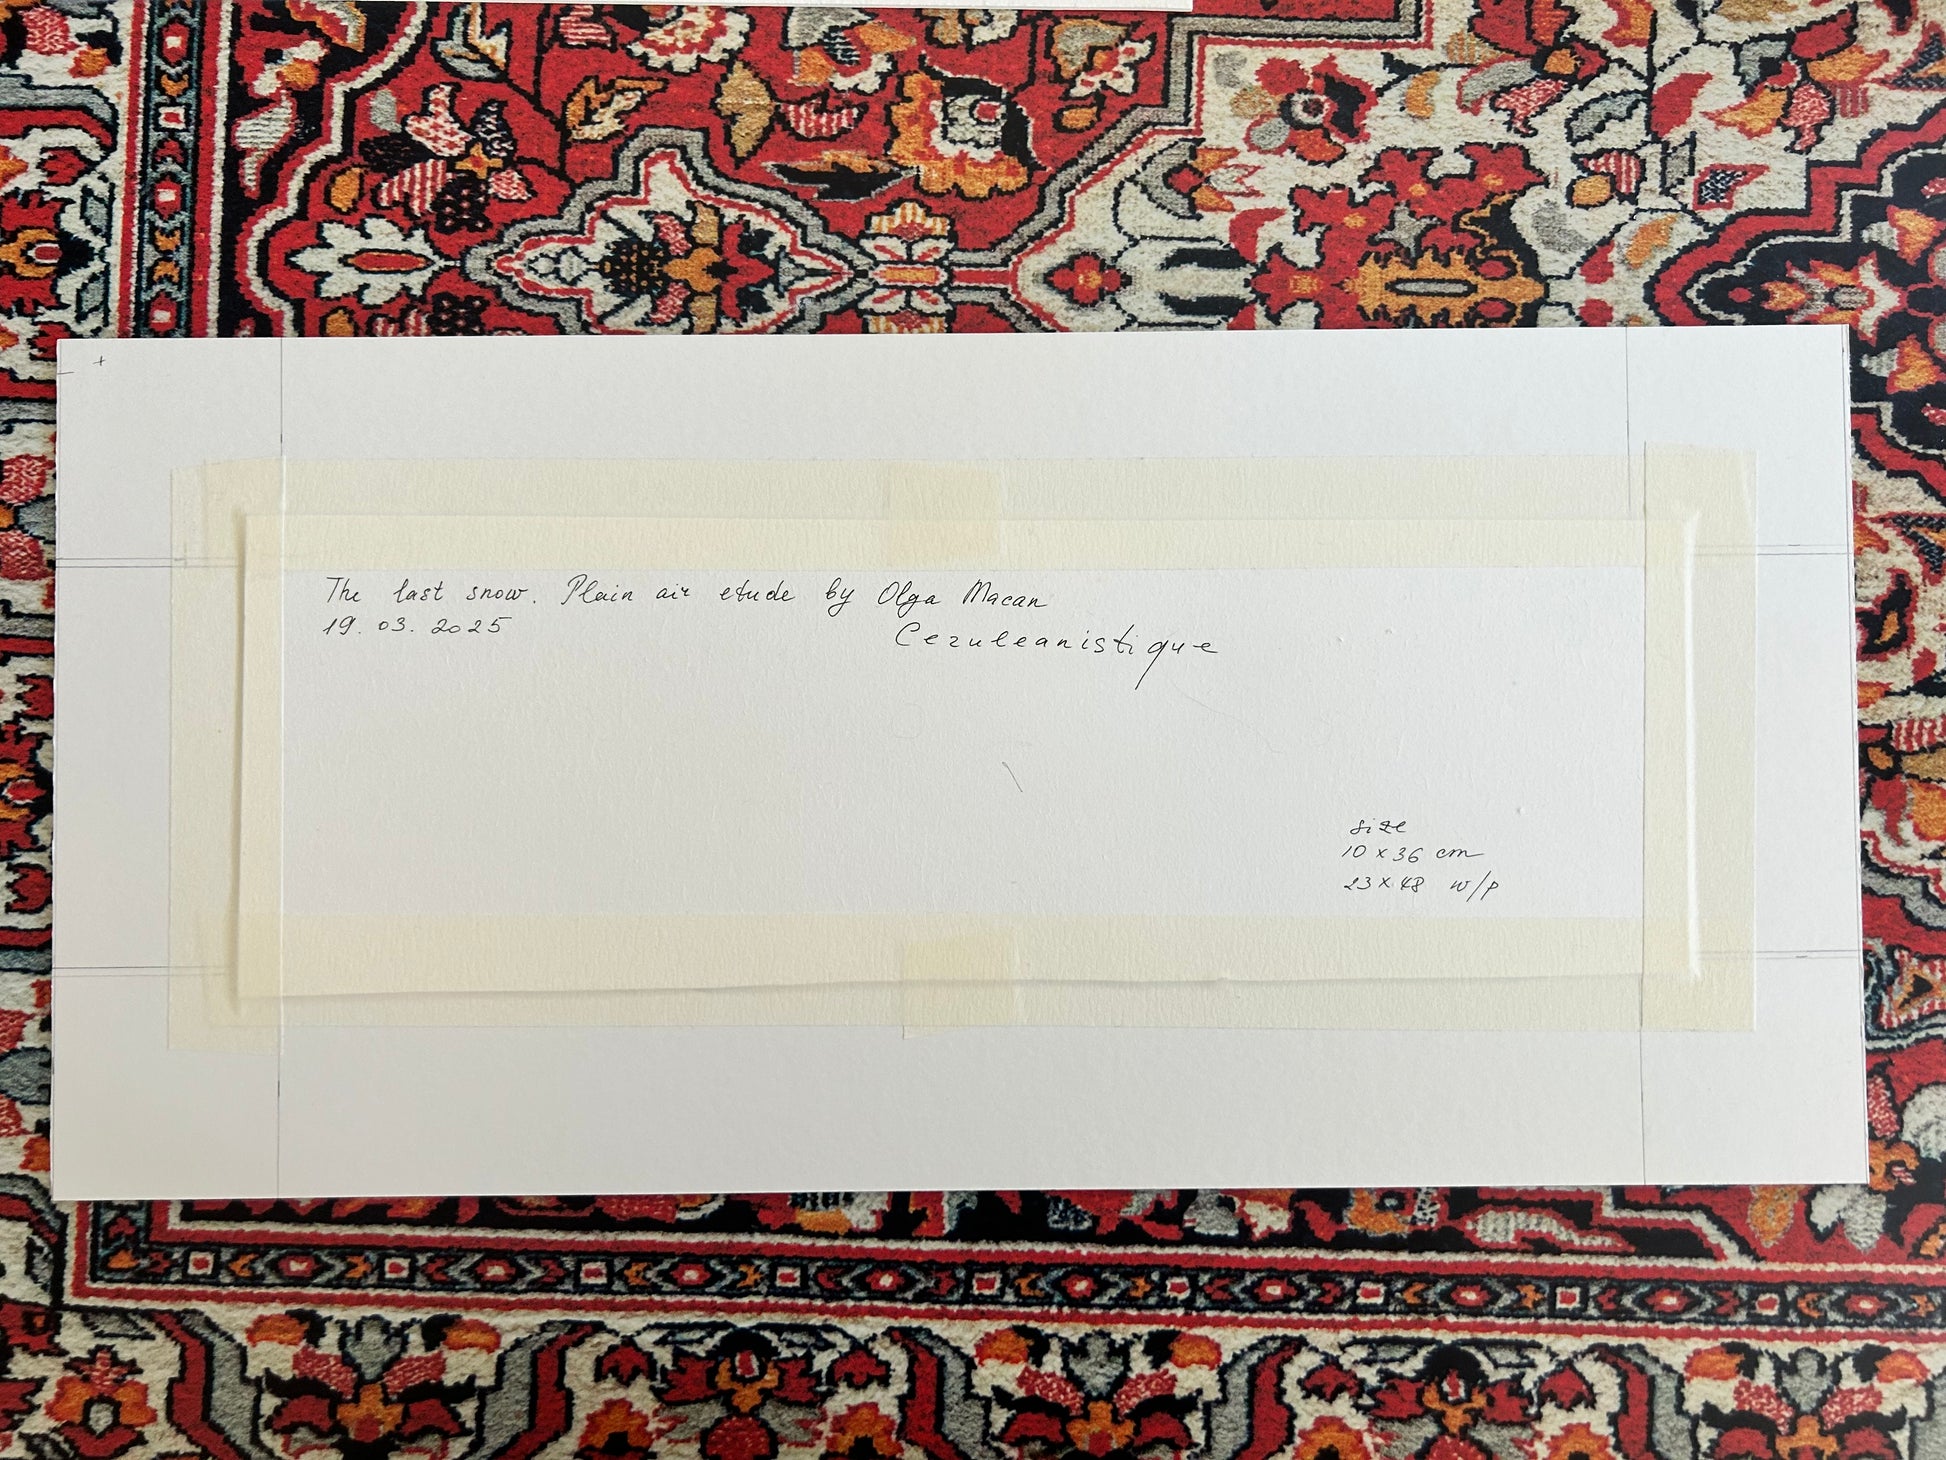 The last snow. Plain air etude by Olga Macan
19. 03. 2025
Ceruleanistique
size
10 x 36 cm
23 x 48 w/p